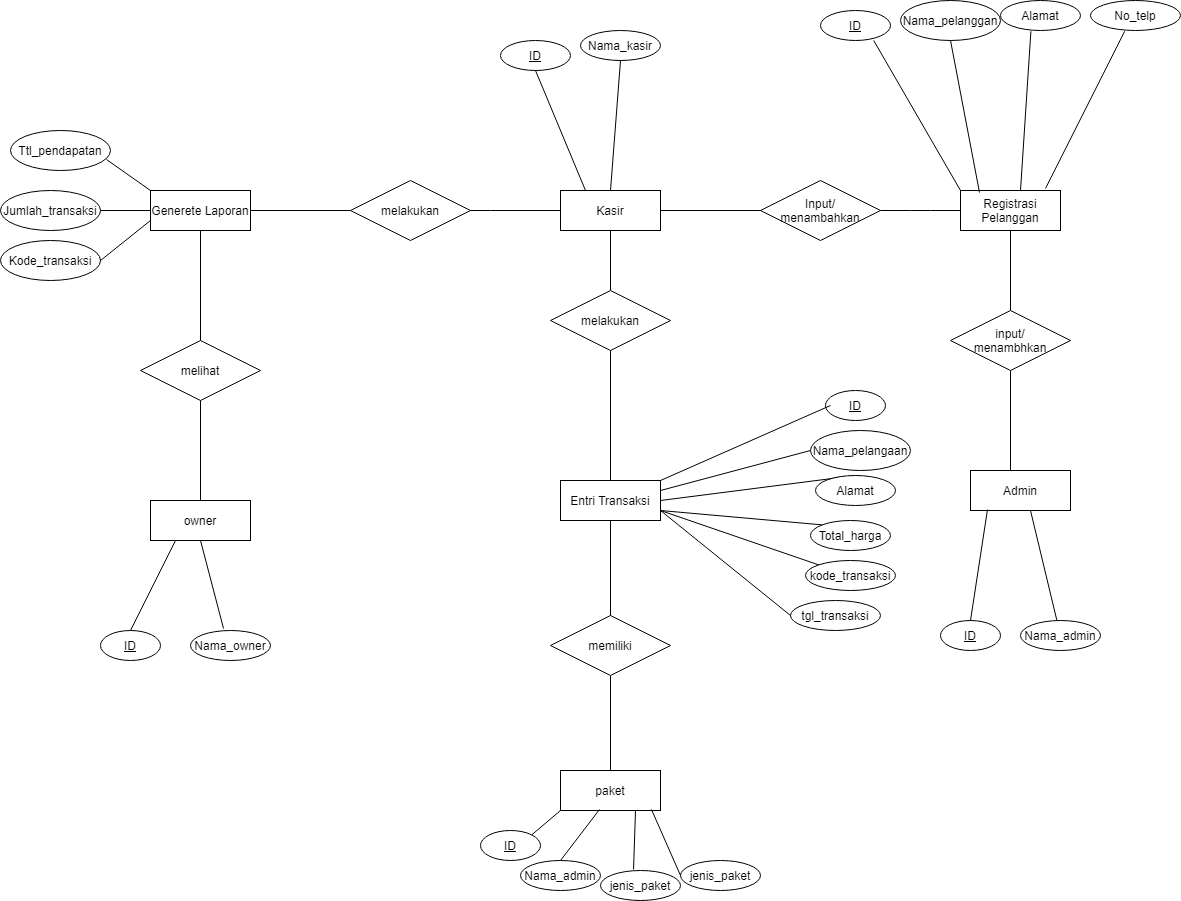 ID
Nama_pelanggan
Alamat
No_telp
ID
Nama_kasir
Ttl_pendapatan
Jumlah_transaksi
Generete Laporan
melakukan
Kasir
Input/
menambahkan
Registrasi
Pelanggan
Kode_transaksi
melakukan
input/
menambhkan
melihat
ID
Nama_pelangaan
Alamat
Entri Transaksi
Admin
owner
Total_harga
kode_transaksi
tgl_transaksi
ID
Nama_owner
memiliki
ID
Nama_admin
paket
ID
Nama_admin
jenis_paket
jenis_paket